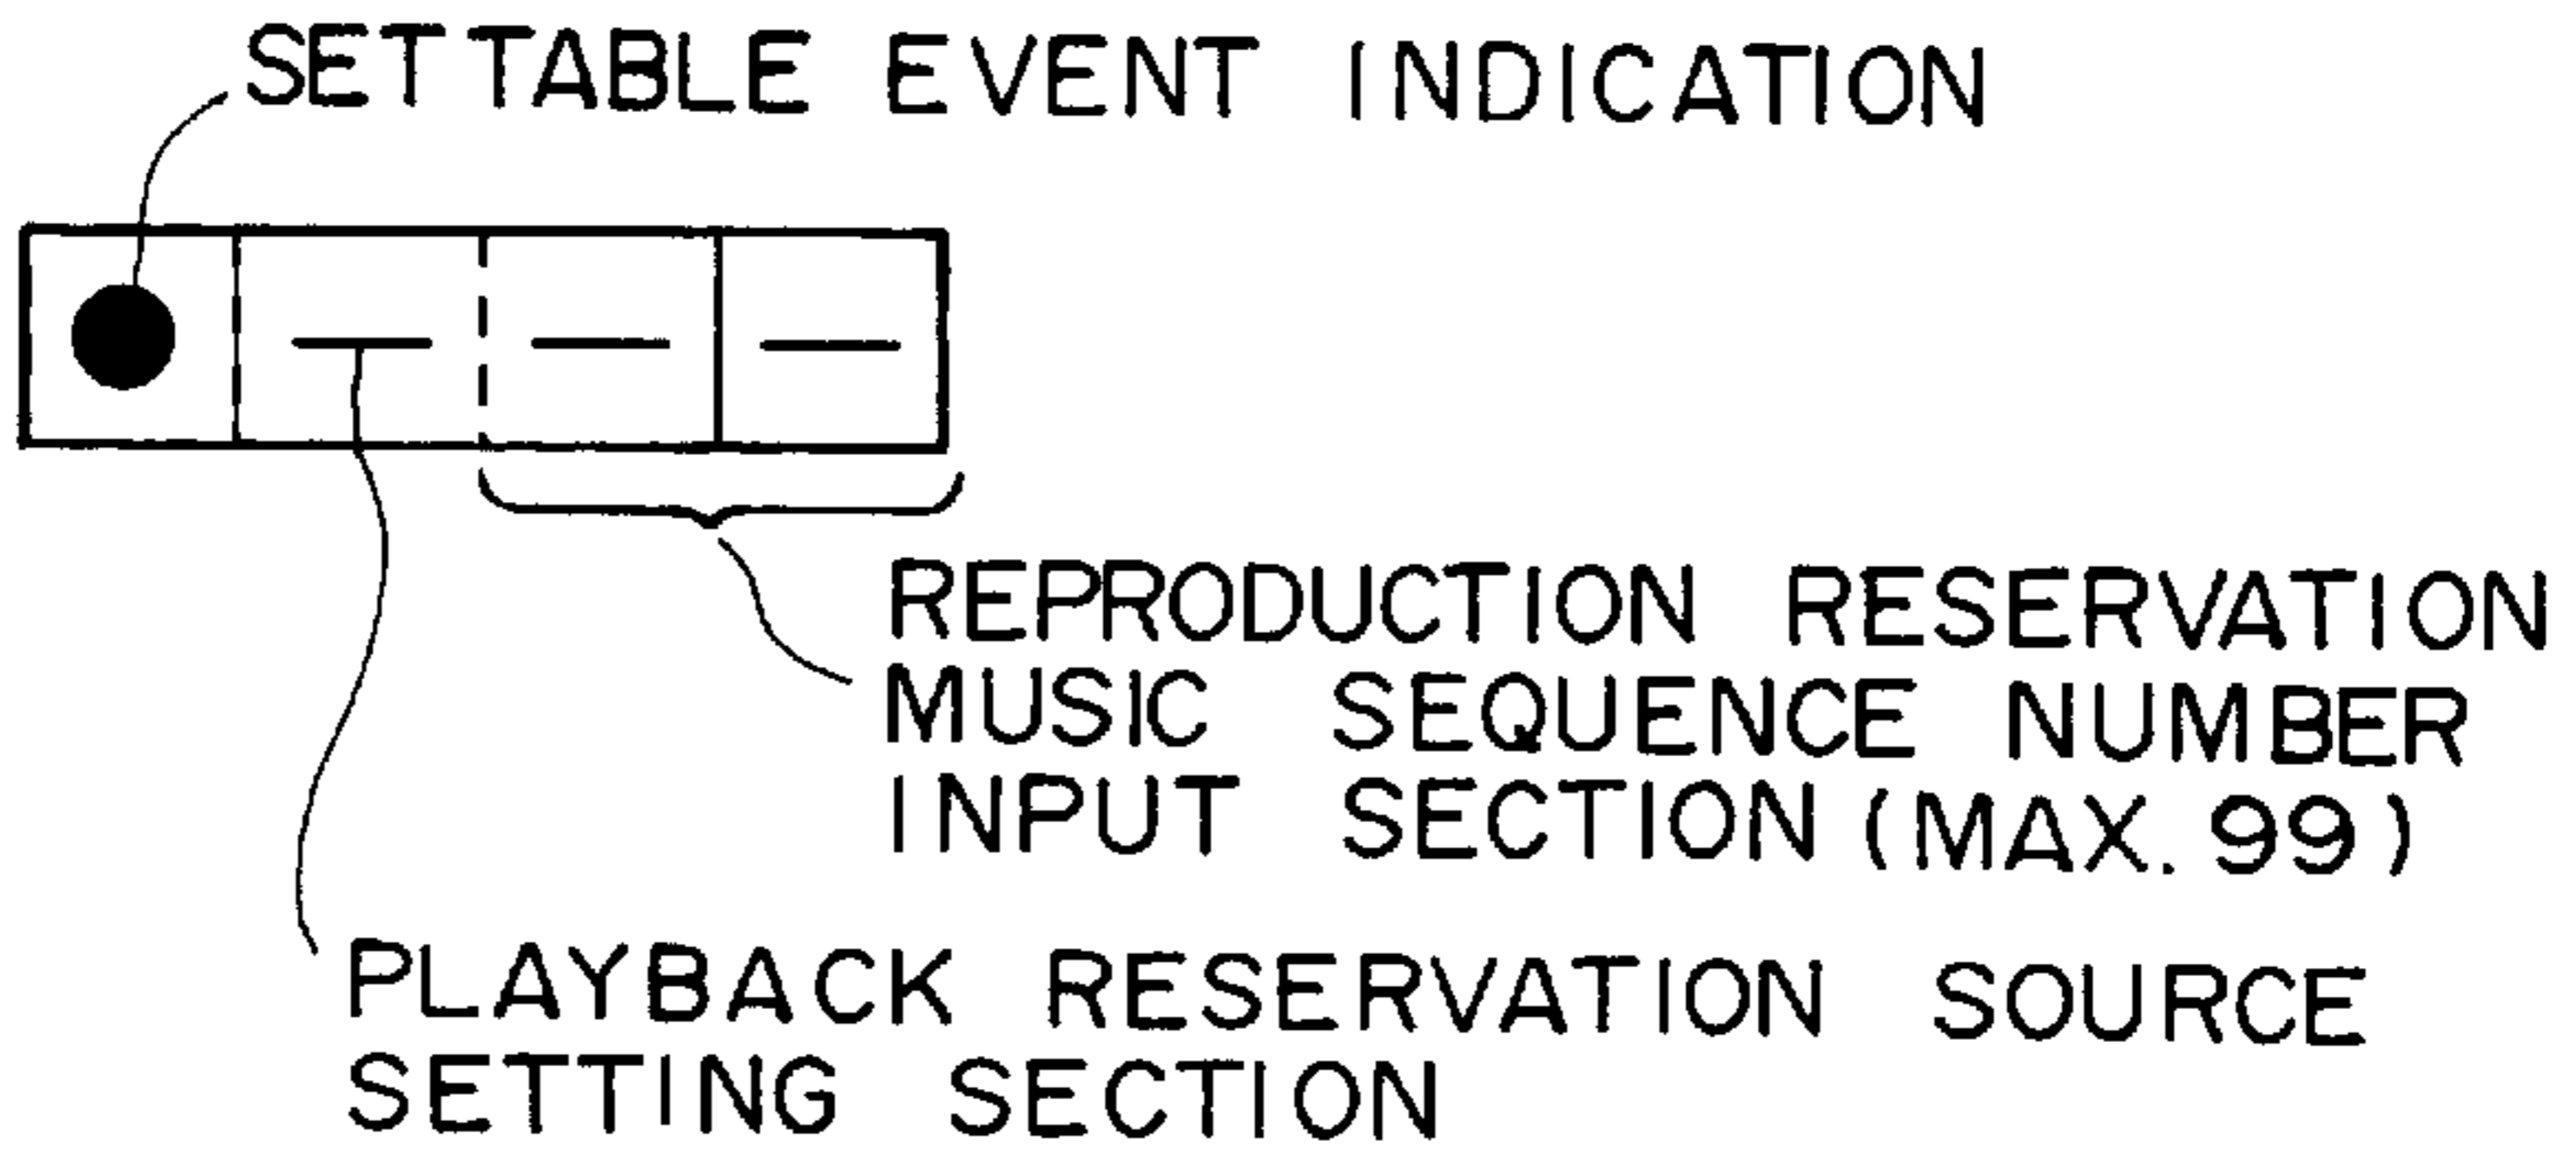 SETTABLE EVENT INDICATION
REPRODUCTION RESERVATION
MUSIC SEQUENCE NUMBER
INPUT SECTION (MAX. 99)
PLAYBACK RESERVATION SOURCE
SETTING SECTION